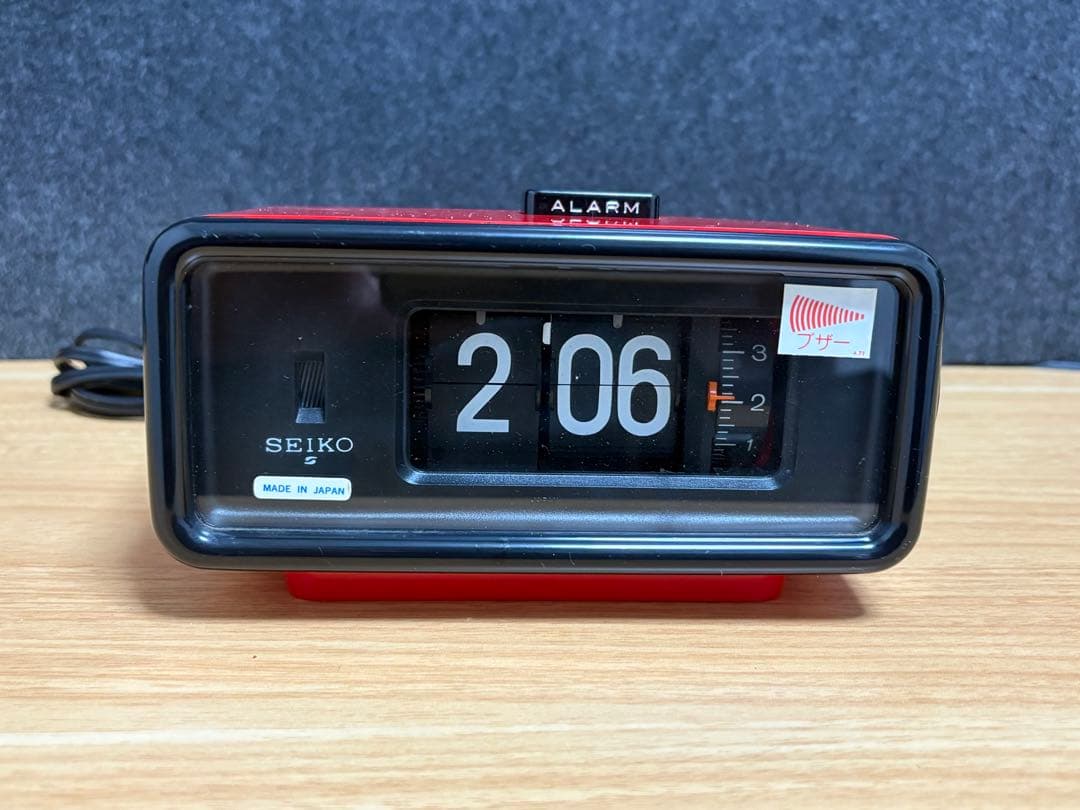 ALARM
ブザー
2 06
3
2
1
SEIKO
MADE IN JAPAN